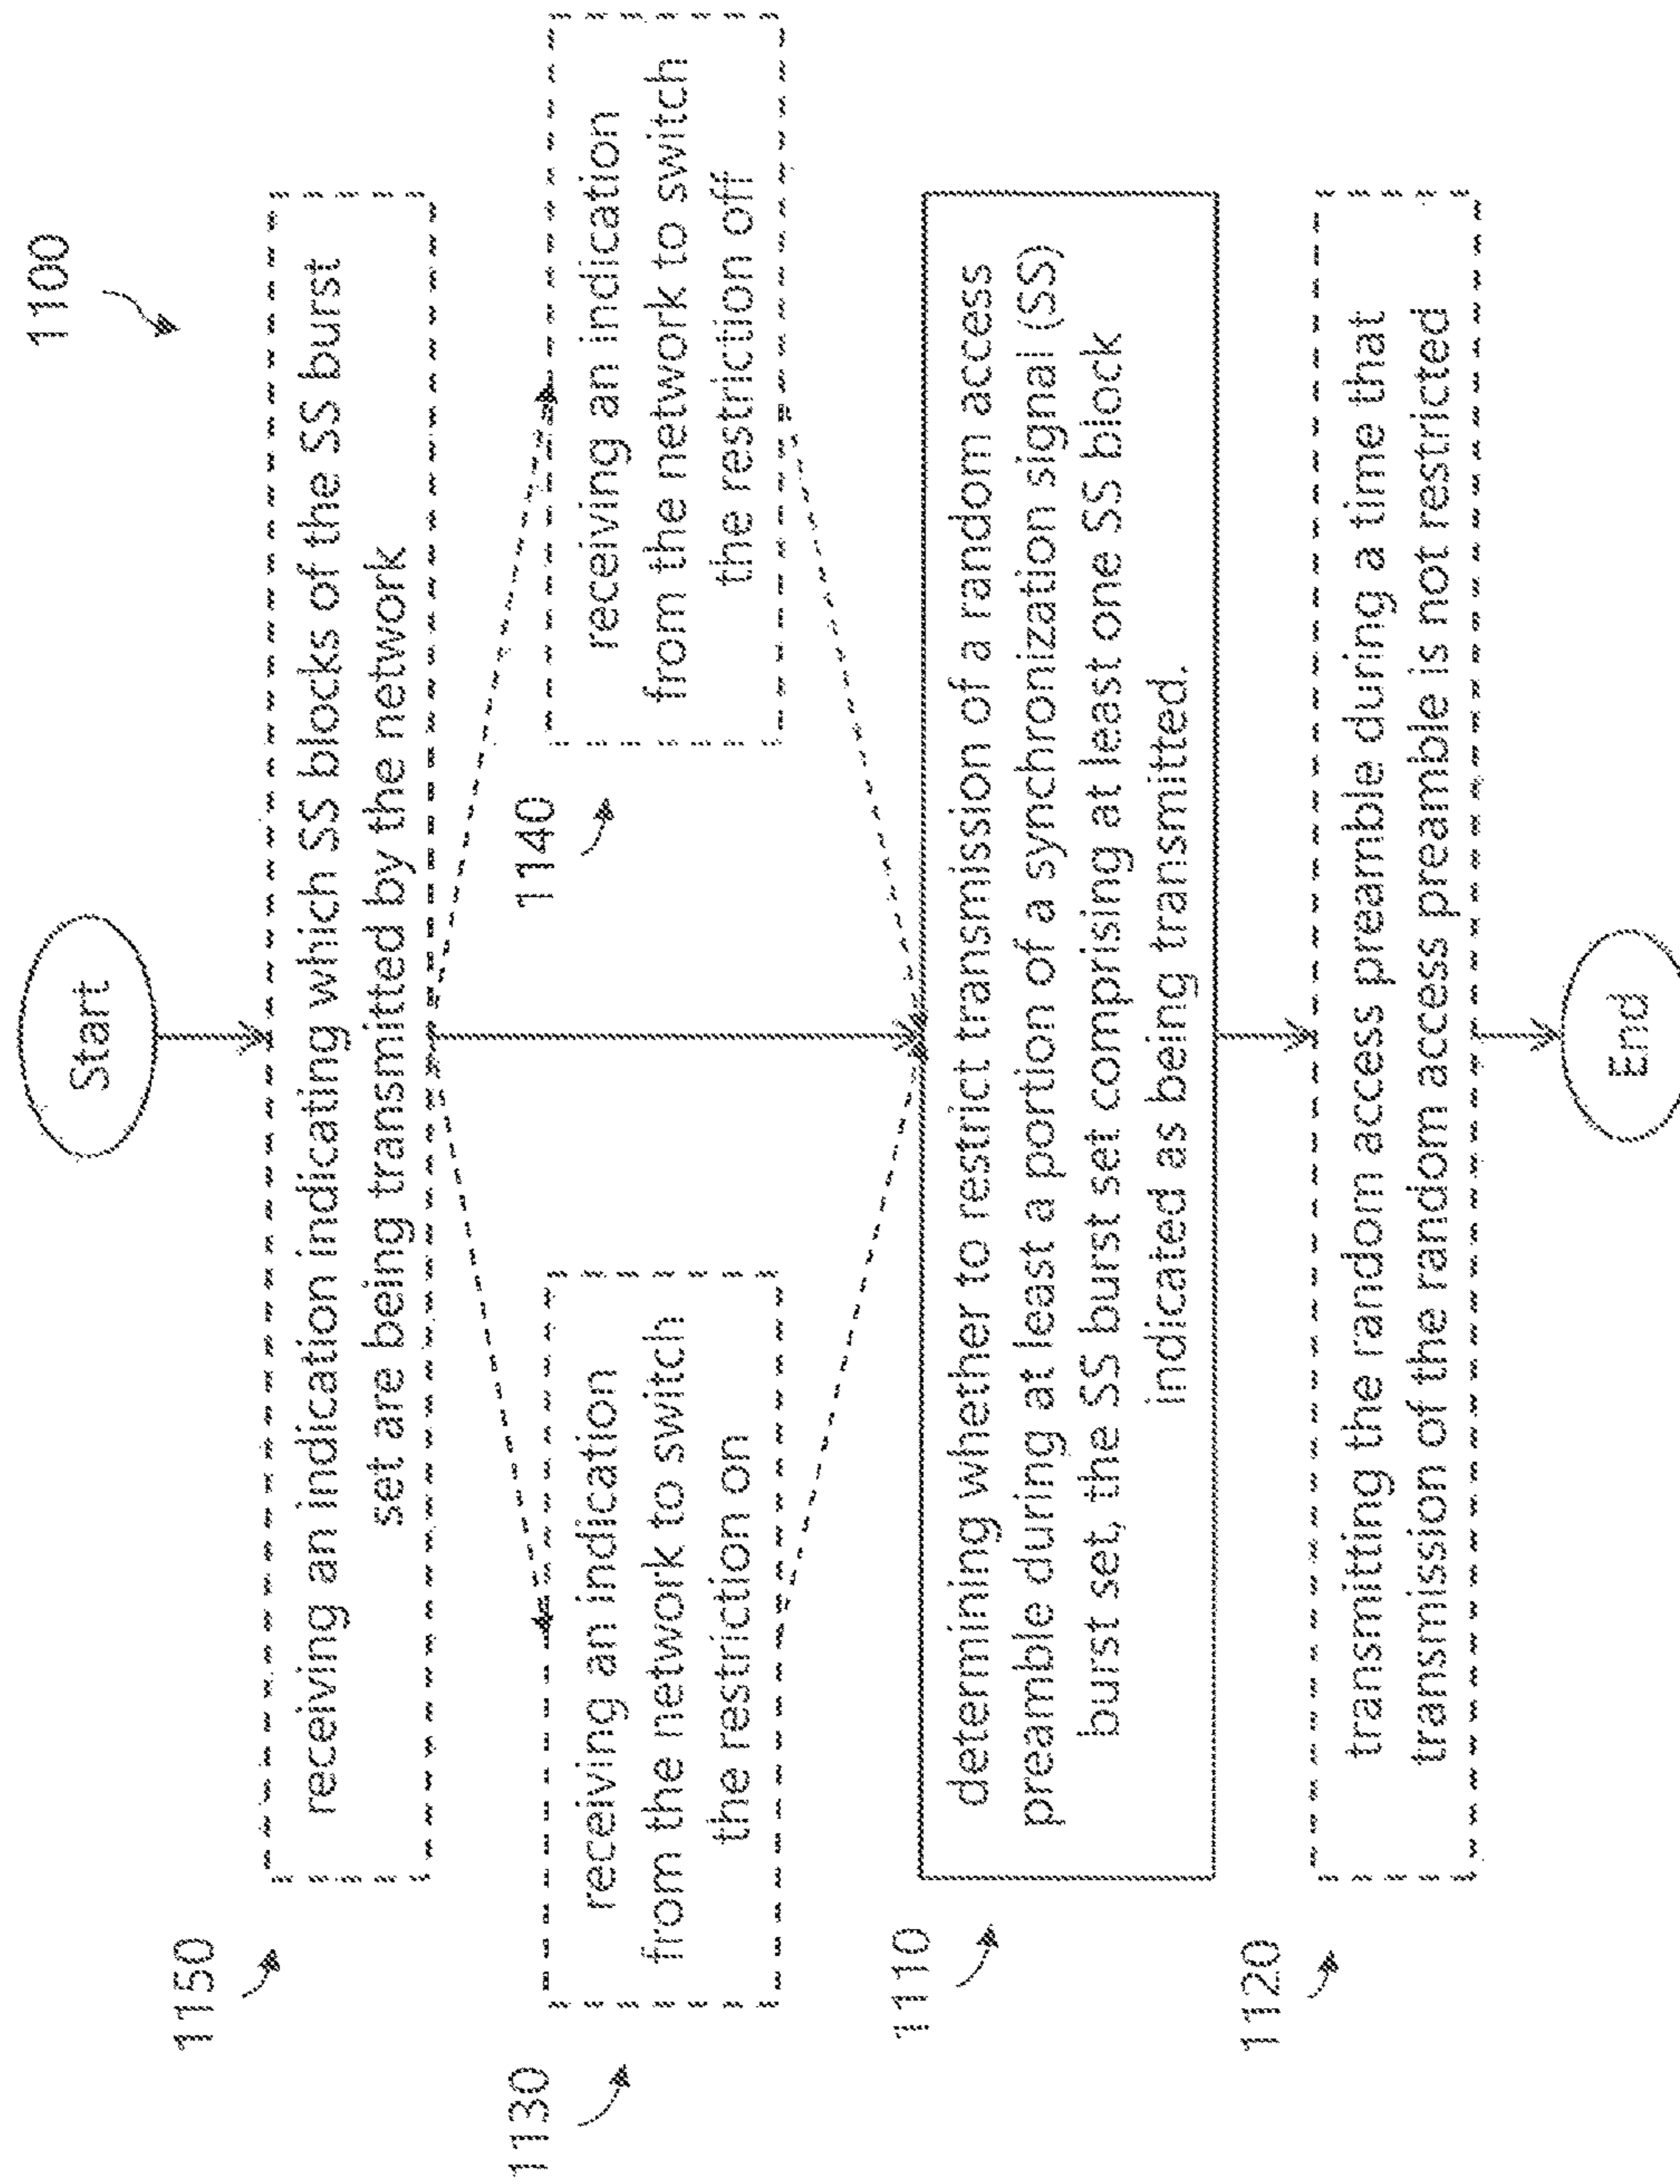 1100
Start
1150
receiving an indication indicating which SS blocks of the SS burst
set are being transmitted by the network
1130
receiving an indication
from the network to switch
the restriction on
1140
receiving an indication
from the network to switch
the restriction off
1110
determining whether to restrict transmission of a random access
preamble during at least a portion of a synchronization signal (SS)
burst set, the SS burst set comprising at least one SS block
indicated as being transmitted.
1120
transmitting the random access preamble during a time that
transmission of the random access preamble is not restricted
End